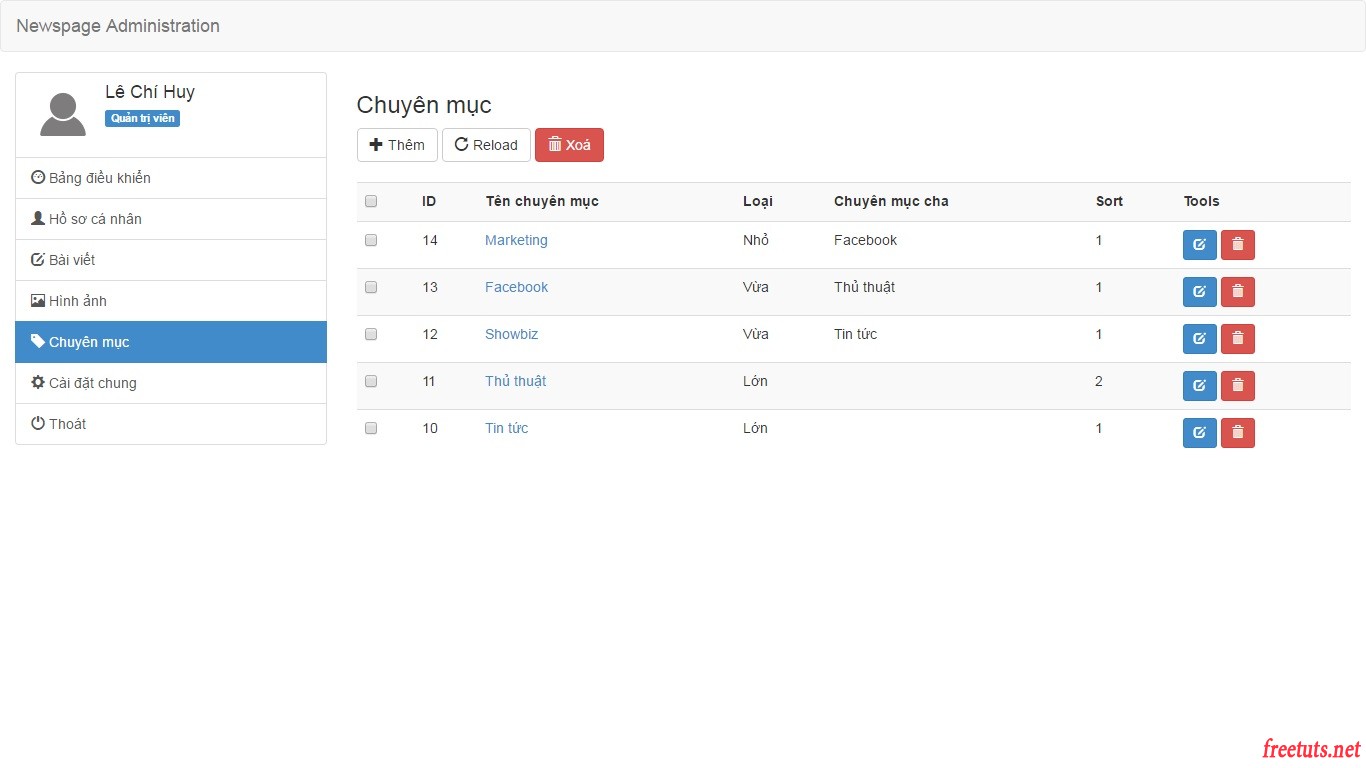 Newspage Administration
Lê Chí Huy
Quản trị viên
Bảng điều khiển
Hồ sơ cá nhân
Bài viết
Hình ảnh
Chuyên mục
Cài đặt chung
Thoát
Chuyên mục
Thêm Reload Xoá
ID Tên chuyên mục Loại Chuyên mục cha Sort Tools
14 Marketing Nhỏ Facebook 1
13 Facebook Vừa Thủ thuật 1
12 Showbiz Vừa Tin tức 1
11 Thủ thuật Lớn 2
10 Tin tức Lớn 1
freetuts.net